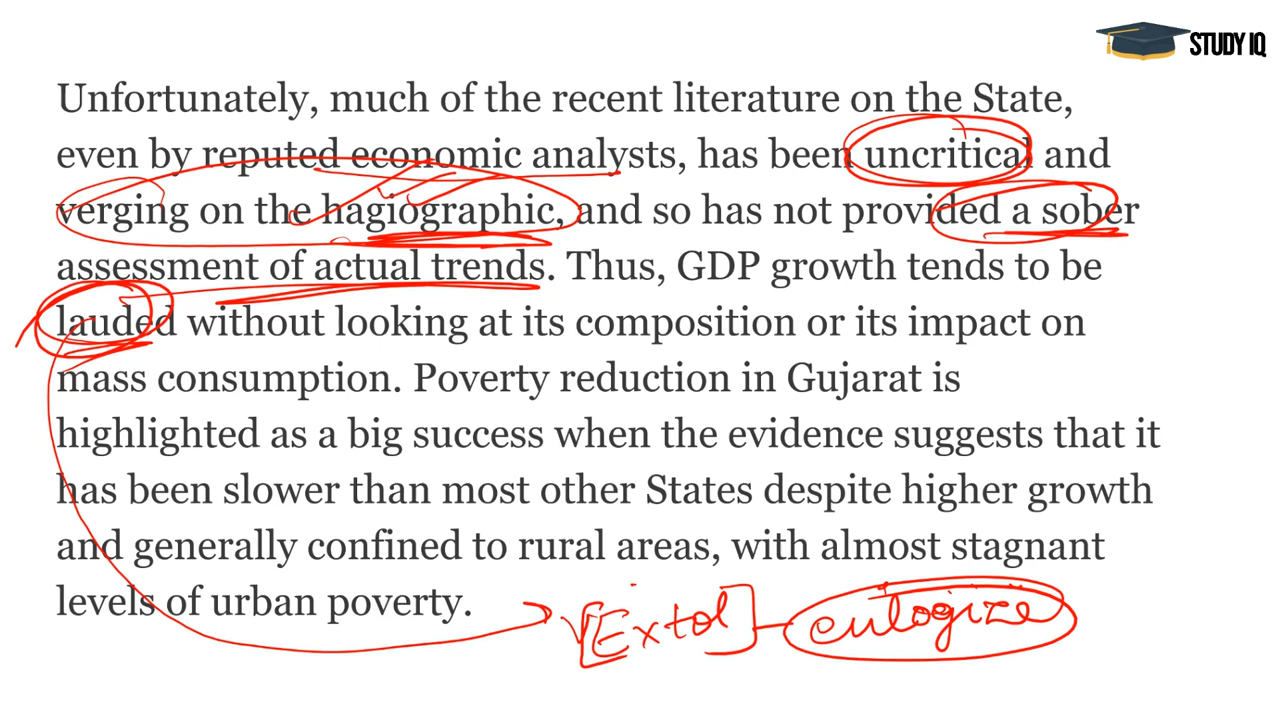 STUDY IQ
Unfortunately, much of the recent literature on the State,
even by reputed economic analysts, has been uncritical and
verging on the hagiographic, and so has not provided a sober
assessment of actual trends. Thus, GDP growth tends to be
lauded without looking at its composition or its impact on
mass consumption. Poverty reduction in Gujarat is
highlighted as a big success when the evidence suggests that it
has been slower than most other States despite higher growth
and generally confined to rural areas, with almost stagnant
levels of urban poverty.
[Extol] - eulogize